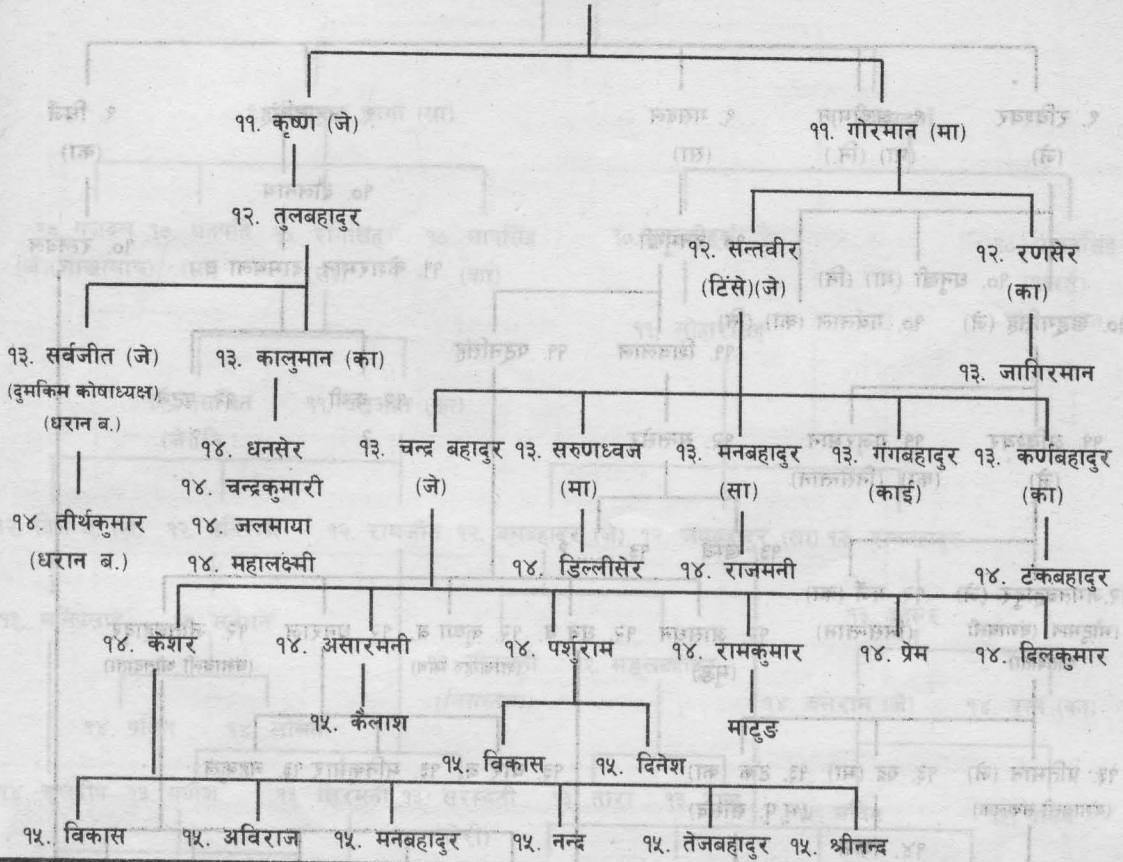 ११. कृष्ण (जे)
११. गोरमान (मा)
१२. तुलबहादुर
१२. सन्तवीर
(टिंसे)(जे)
१२. रणसेर
(का)
१३. सर्वजीत (जे)
(दुमकिम कोषाध्यक्ष)
(धरान ब.)
१३. कालुमान (का)
१३. जागिरमान
१४. धनसेर
१४. चन्द्रकुमारी
१४. जलमाया
१४. महालक्ष्मी
१३. चन्द्र बहादुर
(जे)
१३. सरुणध्वज
(मा)
१३. मनबहादुर
(सा)
१३. गंगबहादुर
(काई)
१३. कर्णबहादुर
(का)
१४. तीर्थकुमार
(धरान ब.)
१४. डिल्लीसेर
१४. राजमनी
१४. टंकबहादुर
१४. केशर
१४. असारमनी
१४. पशुराम
१४. रामकुमार
१४. प्रेम
१४. दिलकुमार
१५. कैलाश
१५. विकास
१५. दिनेश
माटुङ
१५. विकास
१५. अविराज
१५. मनबहादुर
१५. नन्द्र
१५. तेजबहादुर
१५. श्रीनन्द्र